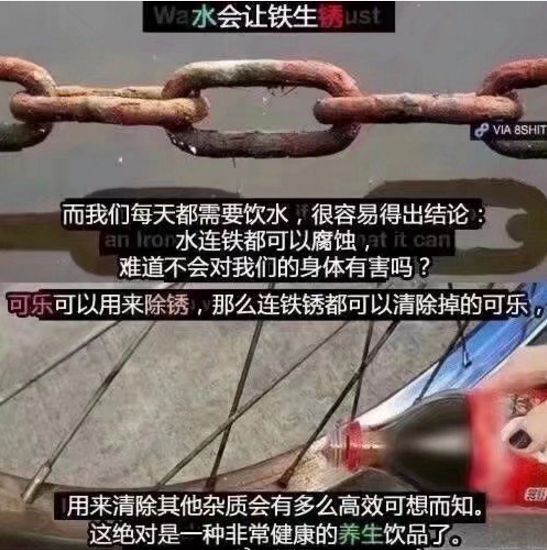 水会让铁生锈
VIA 8SHIT
而我们每天都需要饮水，很容易得出结论：
水连铁都可以腐蚀，
难道不会对我们的身体有害吗？
可乐可以用来除锈，那么连铁锈都可以清除掉的可乐，
用来清除其他杂质会有多么高效可想而知。
这绝对是一种非常健康的养生饮品了。